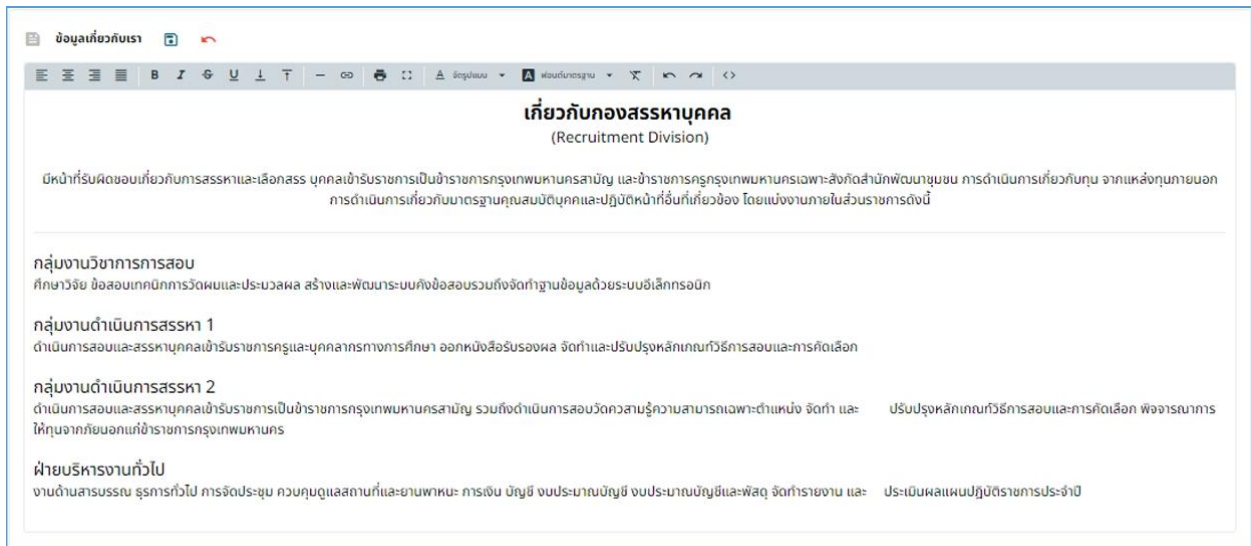 ข้อมูลเกี่ยวกับเรา
B I S U A จัดรูปแบบ A ฟอนต์มาตรฐาน <>
เกี่ยวกับกองสรรหาบุคคล
(Recruitment Division)
มีหน้าที่รับผิดชอบเกี่ยวกับการสรรหาและเลือกสรร บุคคลเข้ารับราชการเป็นข้าราชการกรุงเทพมหานครสามัญ และข้าราชการครูกรุงเทพมหานครเฉพาะสังกัดสำนักพัฒนาชุมชน การดำเนินการเกี่ยวกับทุน จากแหล่งทุนภายนอก
การดำเนินการเกี่ยวกับมาตรฐานคุณสมบัติบุคคและปฏิบัติหน้าที่อื่นที่เกี่ยวข้อง โดยแบ่งงานภายในส่วนราชการดังนี้
กลุ่มงานวิชาการการสอบ
ศึกษาวิจัย ข้อสอบเทคนิกการวัดผมและประมวลผล สร้างและพัฒนาระบบคังข้อสอบรวมถึงจัดทำฐานข้อมูลด้วยระบบอีเล็กทรอนิก
กลุ่มงานดำเนินการสรรหา 1
ดำเนินการสอบและสรรหาบุคคลเข้ารับราชการครูและบุคคลากรทางการศึกษา ออกหนังสือรับรองผล จัดทำและปรับปรุงหลักเกณฑ์วิธีการสอบและการคัดเลือก
กลุ่มงานดำเนินการสรรหา 2
ดำเนินการสอบและสรรหาบุคคลเข้ารับราชการเป็นข้าราชการกรุงเทพมหานครสามัญ รวมถึงดำเนินการสอบวัดควสามรู้ความสามารถเฉพาะตำแหน่ง จัดทำ และ ปรับปรุงหลักเกณฑ์วิธีการสอบและการคัดเลือก พิจจารณาการ
ให้ทุนจากภัยนอกแก่ข้าราชการกรุงเทพมหานคร
ฝ่ายบริหารงานทั่วไป
งานด้านสารบรรณ ธุรการทั่วไป การจัดประชุม ควบคุมดูแลสถานที่และยานพาหนะ การเงิน บัญชี งบประมาณบัญชี งบประมาณบัญชีและพัสดุ จัดทำรายงาน และ ประเมินผลแผนปฏิบัติราชการประจำปี